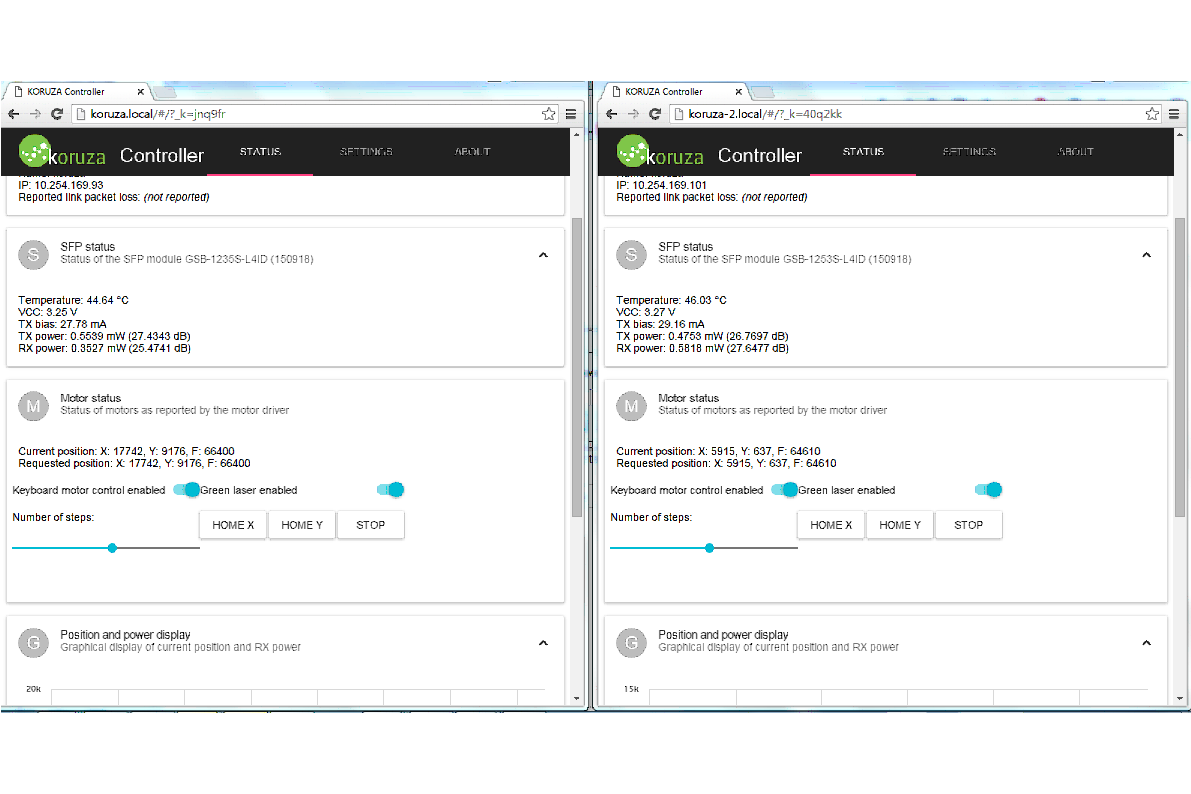 KORUZA Controller
koruza.local/#/?_k=jnq9fr
koruza Controller STATUS SETTINGS ABOUT
IP: 10.254.169.93
Reported link packet loss: (not reported)
S
SFP status
Status of the SFP module GSB-1235S-L4ID (150918)
Temperature: 44.64 °C
VCC: 3.25 V
TX bias: 27.78 mA
TX power: 0.5539 mW (27.4343 dB)
RX power: 0.3527 mW (25.4741 dB)
M
Motor status
Status of motors as reported by the motor driver
Current position: X: 17742, Y: 9176, F: 66400
Requested position: X: 17742, Y: 9176, F: 66400
Keyboard motor control enabled Green laser enabled
Number of steps:
HOME X HOME Y STOP
G
Position and power display
Graphical display of current position and RX power
20k
KORUZA Controller
koruza-2.local/#/?_k=40q2kk
koruza Controller STATUS SETTINGS ABOUT
IP: 10.254.169.101
Reported link packet loss: (not reported)
S
SFP status
Status of the SFP module GSB-1253S-L4ID (150918)
Temperature: 46.03 °C
VCC: 3.27 V
TX bias: 29.16 mA
TX power: 0.4753 mW (26.7697 dB)
RX power: 0.5818 mW (27.6477 dB)
M
Motor status
Status of motors as reported by the motor driver
Current position: X: 5915, Y: 637, F: 64610
Requested position: X: 5915, Y: 637, F: 64610
Keyboard motor control enabled Green laser enabled
Number of steps:
HOME X HOME Y STOP
G
Position and power display
Graphical display of current position and RX power
15k